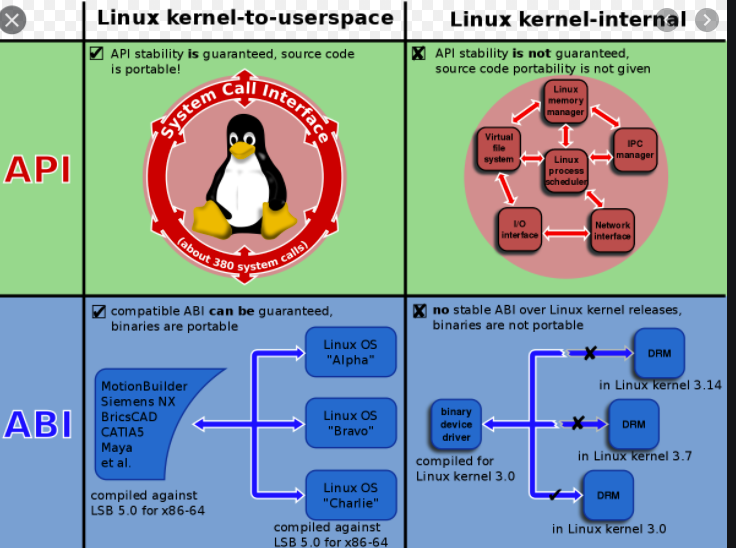 Linux kernel-to-userspace
Linux kernel-internal
API
API stability is guaranteed, source code
is portable!
System Call Interface
(about 380 system calls)
API stability is not guaranteed,
source code portability is not given
Linux
memory
manager
Virtual
file
system
IPC
manager
Linux
process
scheduler
I/O
interface
Network
interface
ABI
compatible ABI can be guaranteed,
binaries are portable
MotionBuilder
Siemens NX
BricsCAD
CATIA5
Maya
et al.
compiled against
LSB 5.0 for x86-64
Linux OS
"Alpha"
Linux OS
"Bravo"
Linux OS
"Charlie"
compiled against
LSB 5.0 for x86-64
no stable ABI over Linux kernel releases,
binaries are not portable
binary
device
driver
compiled for
Linux kernel 3.0
DRM
in Linux kernel 3.14
DRM
in Linux kernel 3.7
DRM
in Linux kernel 3.0